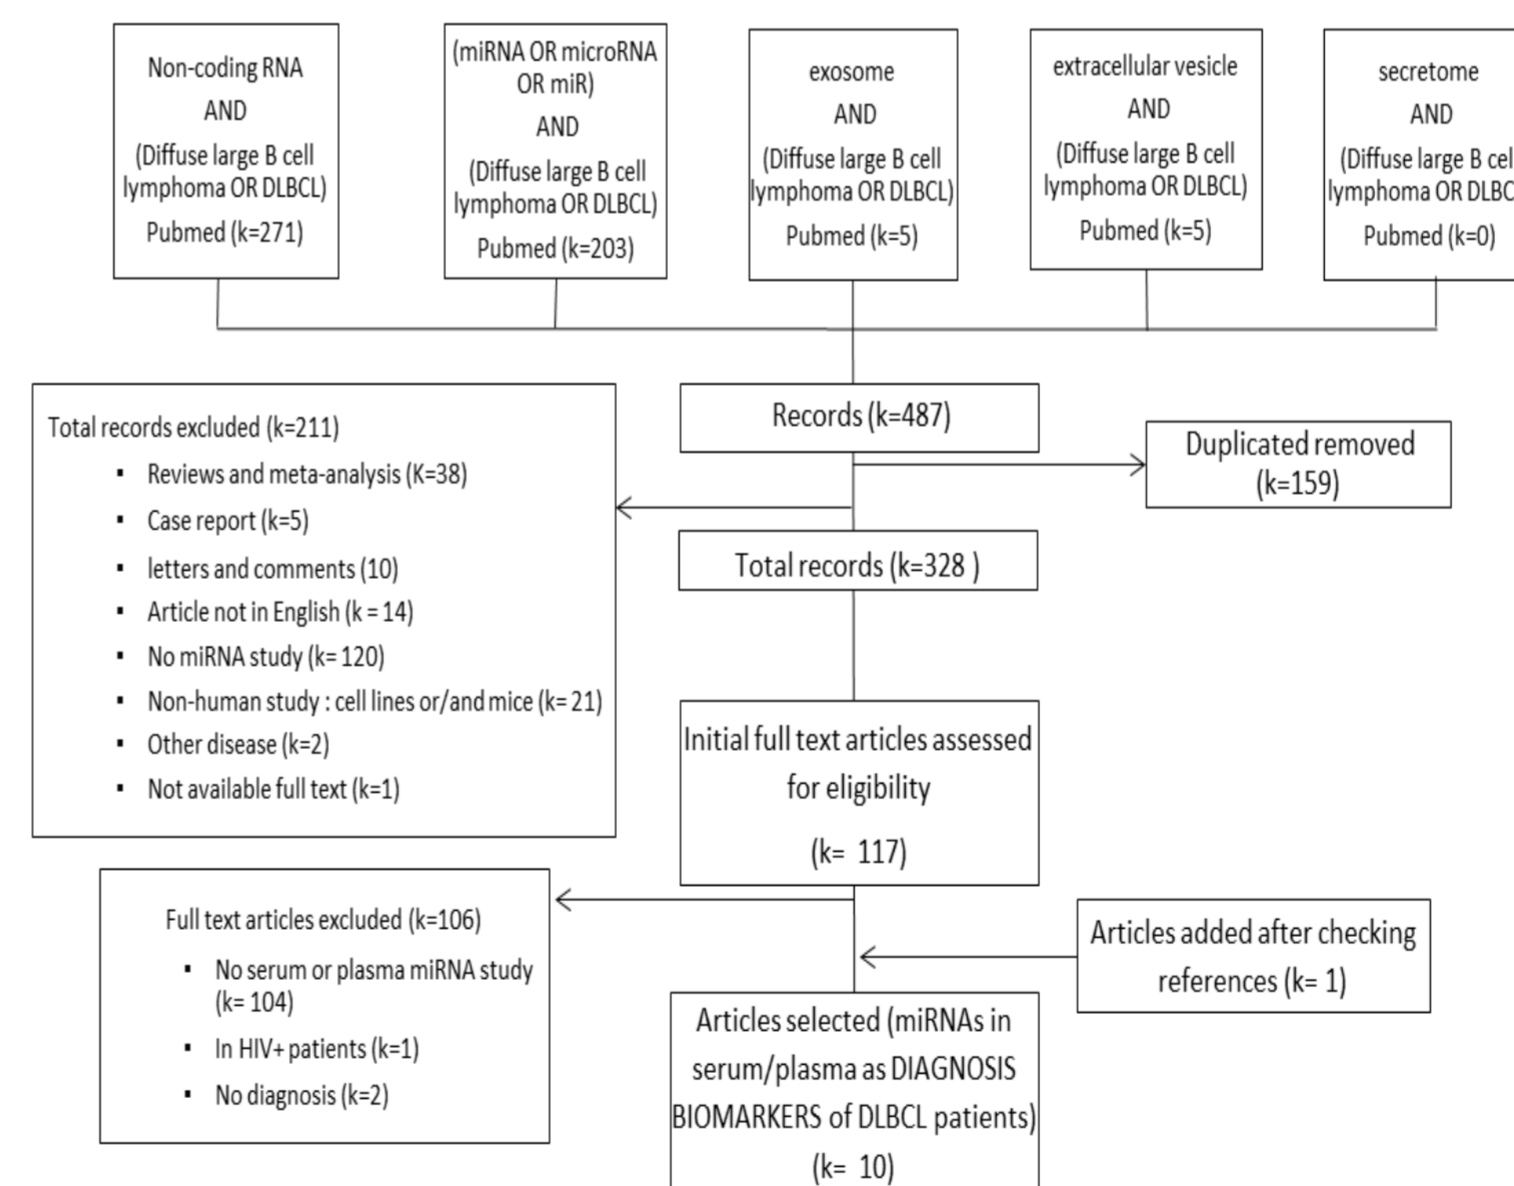 Non-coding RNA
AND
(Diffuse large B cell
lymphoma OR DLBCL)
Pubmed (k=271)
(miRNA OR microRNA
OR miR)
AND
(Diffuse large B cell
lymphoma OR DLBCL)
Pubmed (k=203)
exosome
AND
(Diffuse large B cell
lymphoma OR DLBCL)
Pubmed (k=5)
extracellular vesicle
AND
(Diffuse large B cell
lymphoma OR DLBCL)
Pubmed (k=5)
secretome
AND
(Diffuse large B cel
lymphoma OR DLBC
Pubmed (k=0)
Records (k=487)
Duplicated removed
(k=159)
Total records excluded (k=211)
▪ Reviews and meta-analysis (K=38)
▪ Case report (k=5)
▪ letters and comments (10)
▪ Article not in English (k = 14)
▪ No miRNA study (k= 120)
▪ Non-human study : cell lines or/and mice (k= 21)
▪ Other disease (k=2)
▪ Not available full text (k=1)
Total records (k=328 )
Initial full text articles assessed
for eligibility
(k= 117)
Full text articles excluded (k=106)
▪ No serum or plasma miRNA study
(k= 104)
▪ In HIV+ patients (k=1)
▪ No diagnosis (k=2)
Articles added after checking
references (k= 1)
Articles selected (miRNAs in
serum/plasma as DIAGNOSIS
BIOMARKERS of DLBCL patients)
(k= 10)